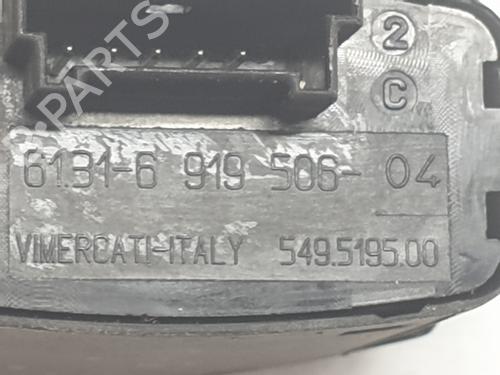 PARTS
2
C
6131-6 919 506- 04
VIMERCATI-ITALY 549.5195.00